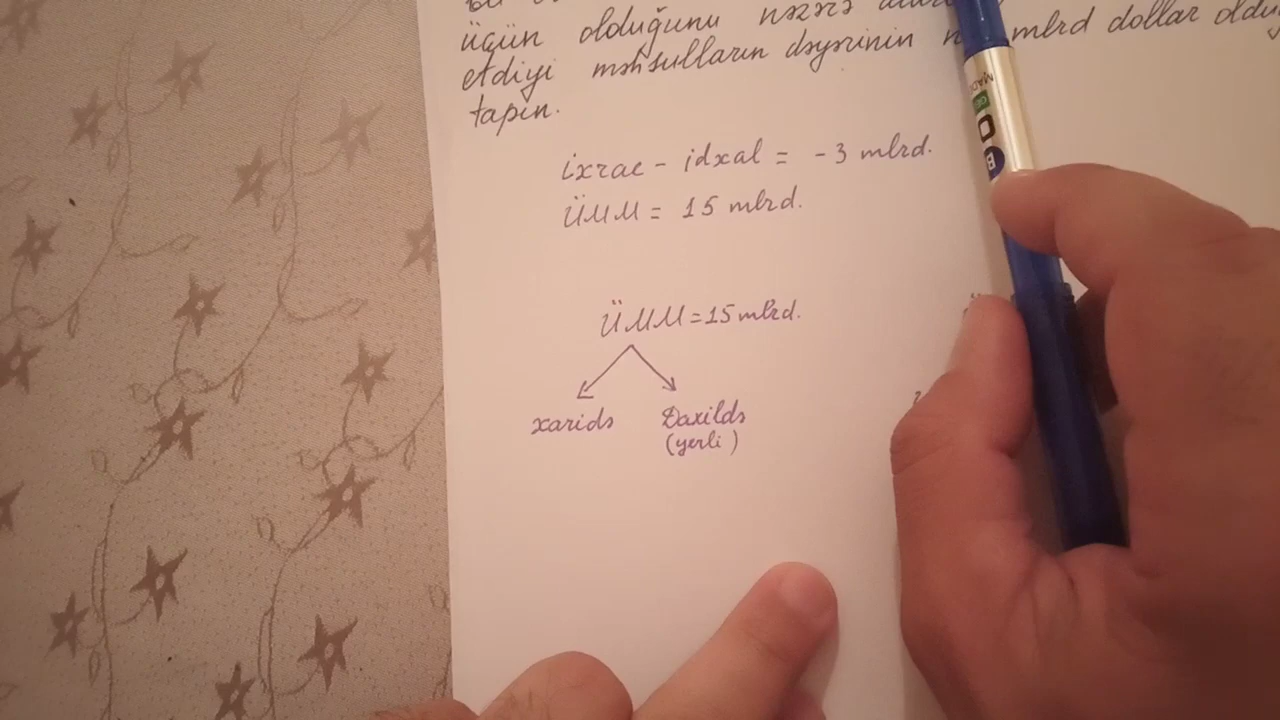 üçün olduğunu nəzərə
etdiyi məhsulların dəyərinin mlrd dollar
tapın.
ixrac - idxal = -3 mlrd.
ÜMM = 15 mlrd.
ÜMM = 15 mlrd.
xaricdə Daxildə
(yerli)